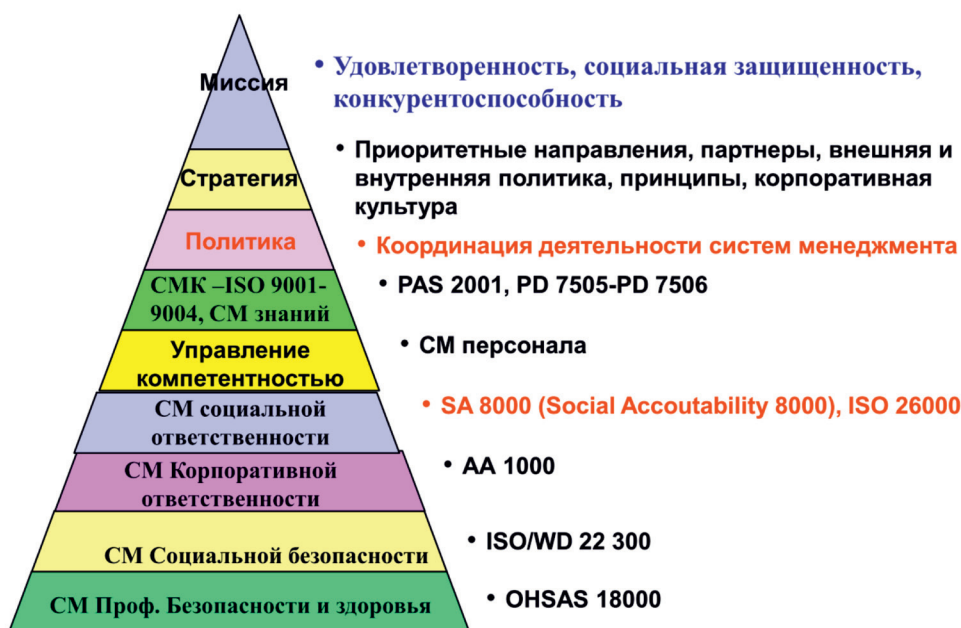 Миссия
• Удовлетворенность, социальная защищенность,
конкурентоспособность
Стратегия
• Приоритетные направления, партнеры, внешняя и
внутренняя политика, принципы, корпоративная
культура
Политика
• Координация деятельности систем менеджмента
СМК –ISO 9001-
9004, СМ знаний
• PAS 2001, PD 7505-PD 7506
Управление
компетентностью
• СМ персонала
СМ социальной
ответственности
• SA 8000 (Social Accoutability 8000), ISO 26000
СМ Корпоративной
ответственности
• AA 1000
СМ Социальной безопасности
• ISO/WD 22 300
СМ Проф. Безопасности и здоровья
• OHSAS 18000